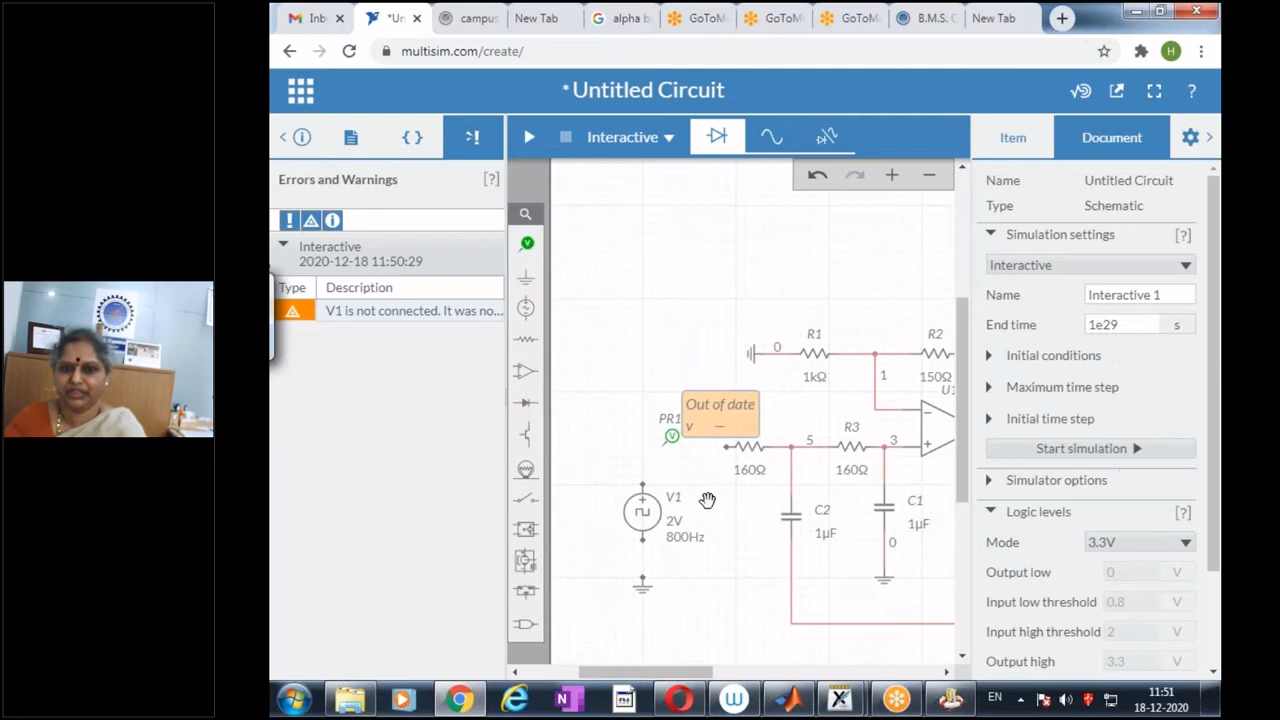 Inb
*Un
campus
New Tab
alpha b
GoToM
GoToM
GoToM
B.M.S. C
New Tab
multisim.com/create/
H
* Untitled Circuit
?
Interactive
Item
Document
Errors and Warnings
[?]
Interactive
2020-12-18 11:50:29
Type
Description
V1 is not connected. It was no...
R1
0
1kΩ
R2
150Ω
1
U1
Out of date
v —
PR1
V
5
R3
3
160Ω
160Ω
V1
2V
800Hz
C2
1µF
C1
1µF
0
Name
Untitled Circuit
Type
Schematic
Simulation settings
[?]
Interactive
Name
Interactive 1
End time
1e29
s
Initial conditions
Maximum time step
Initial time step
Start simulation
Simulator options
Logic levels
[?]
Mode
3.3V
Output low
0
V
Input low threshold
0.8
V
Input high threshold
2
V
Output high
3.3
V
EN
11:51
18-12-2020